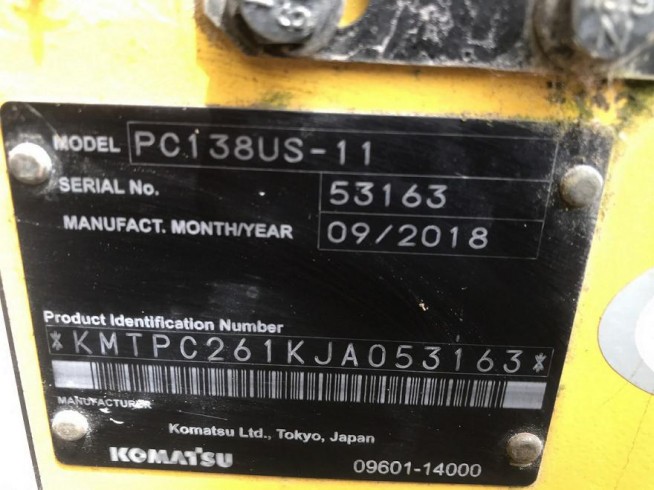 MODEL PC138US-11
SERIAL No. 53163
MANUFACT. MONTH/YEAR 09/2018
Product Identification Number
*KMTPC261KJA053163*
MANUFACTURER
Komatsu Ltd., Tokyo, Japan
KOMATSU 09601-14000